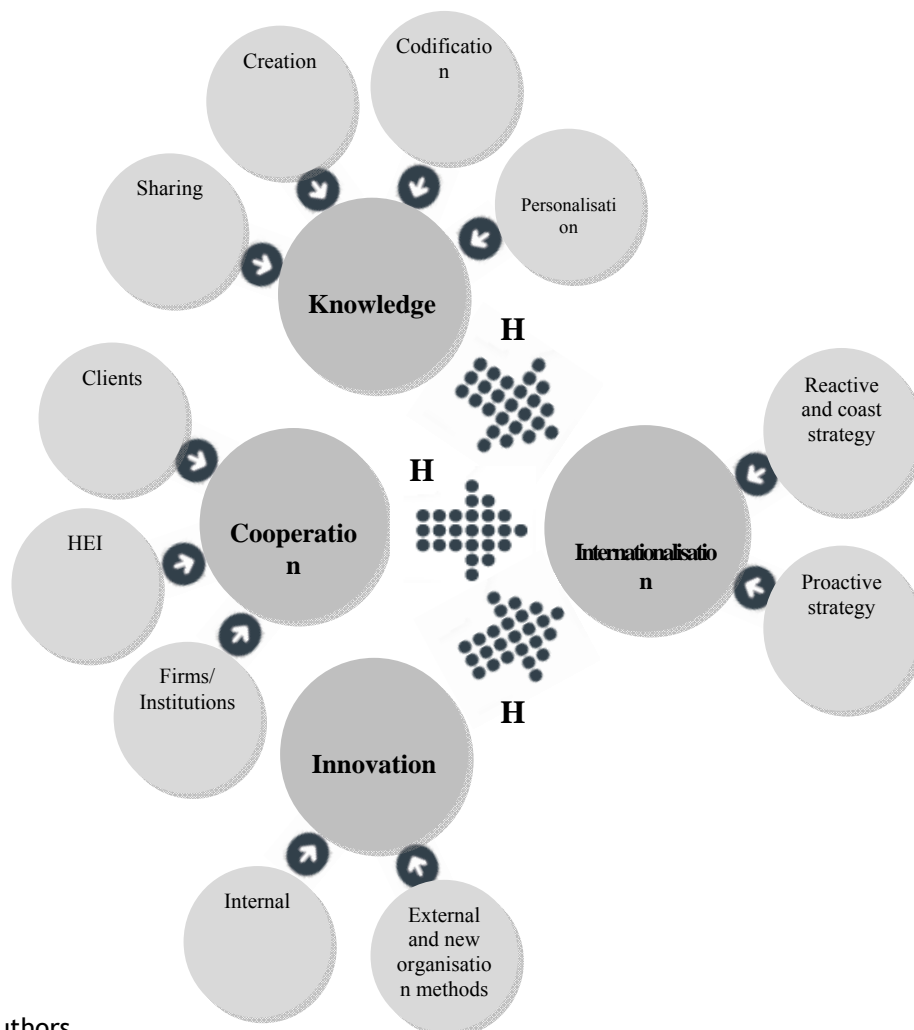 Creation
Codificatio
n
Sharing
Personalisati
on
Knowledge
H
Clients
Reactive
and coast
strategy
H
HEI
Cooperatio
n
Internationalisatio
n
Proactive
strategy
Firms/
Institutions
H
Innovation
Internal
External
and new
organisatio
n methods
uthors